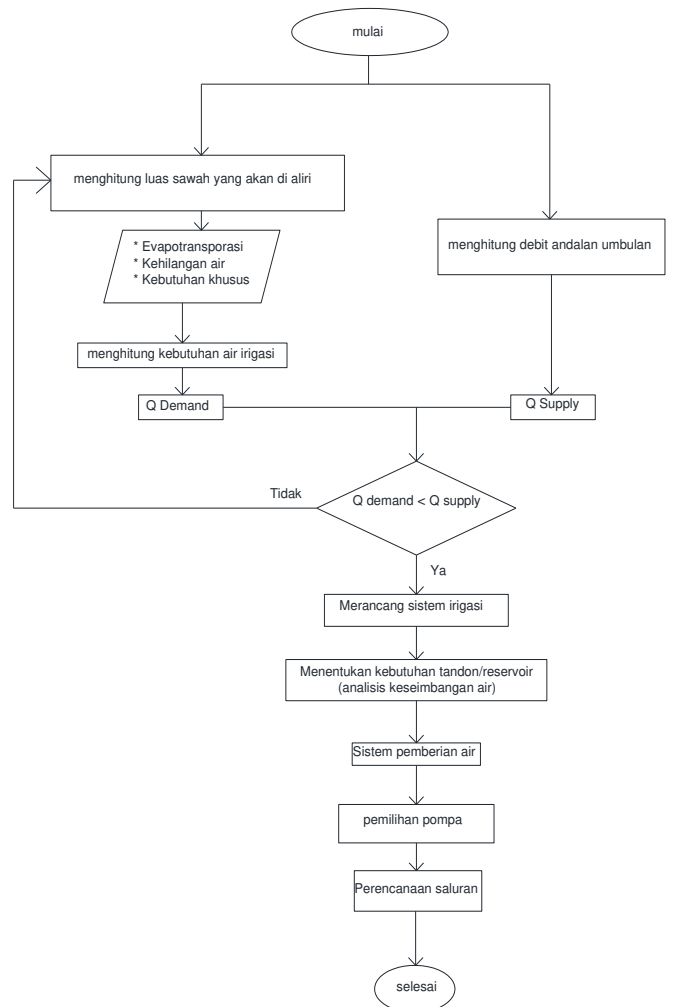 mulai
menghitung luas sawah yang akan di aliri
* Evapotransporasi
* Kehilangan air
* Kebutuhan khusus
menghitung debit andalan umbulan
menghitung kebutuhan air irigasi
Q Demand
Q Supply
Tidak
Q demand < Q supply
Ya
Merancang sistem irigasi
Menentukan kebutuhan tandon/reservoir
(analisis keseimbangan air)
Sistem pemberian air
pemilihan pompa
Perencanaan saluran
selesai